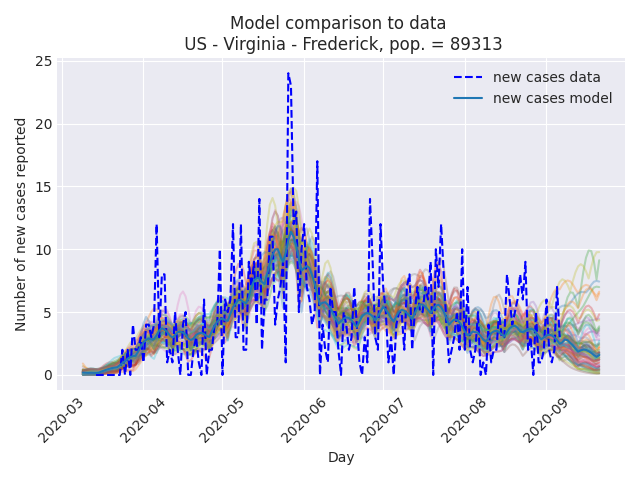 Model comparison to data
US - Virginia - Frederick, pop. = 89313
Number of new cases reported
25
20
15
10
5
0
new cases data
new cases model
2020-03
2020-04
2020-05
2020-06
2020-07
2020-08
2020-09
Day